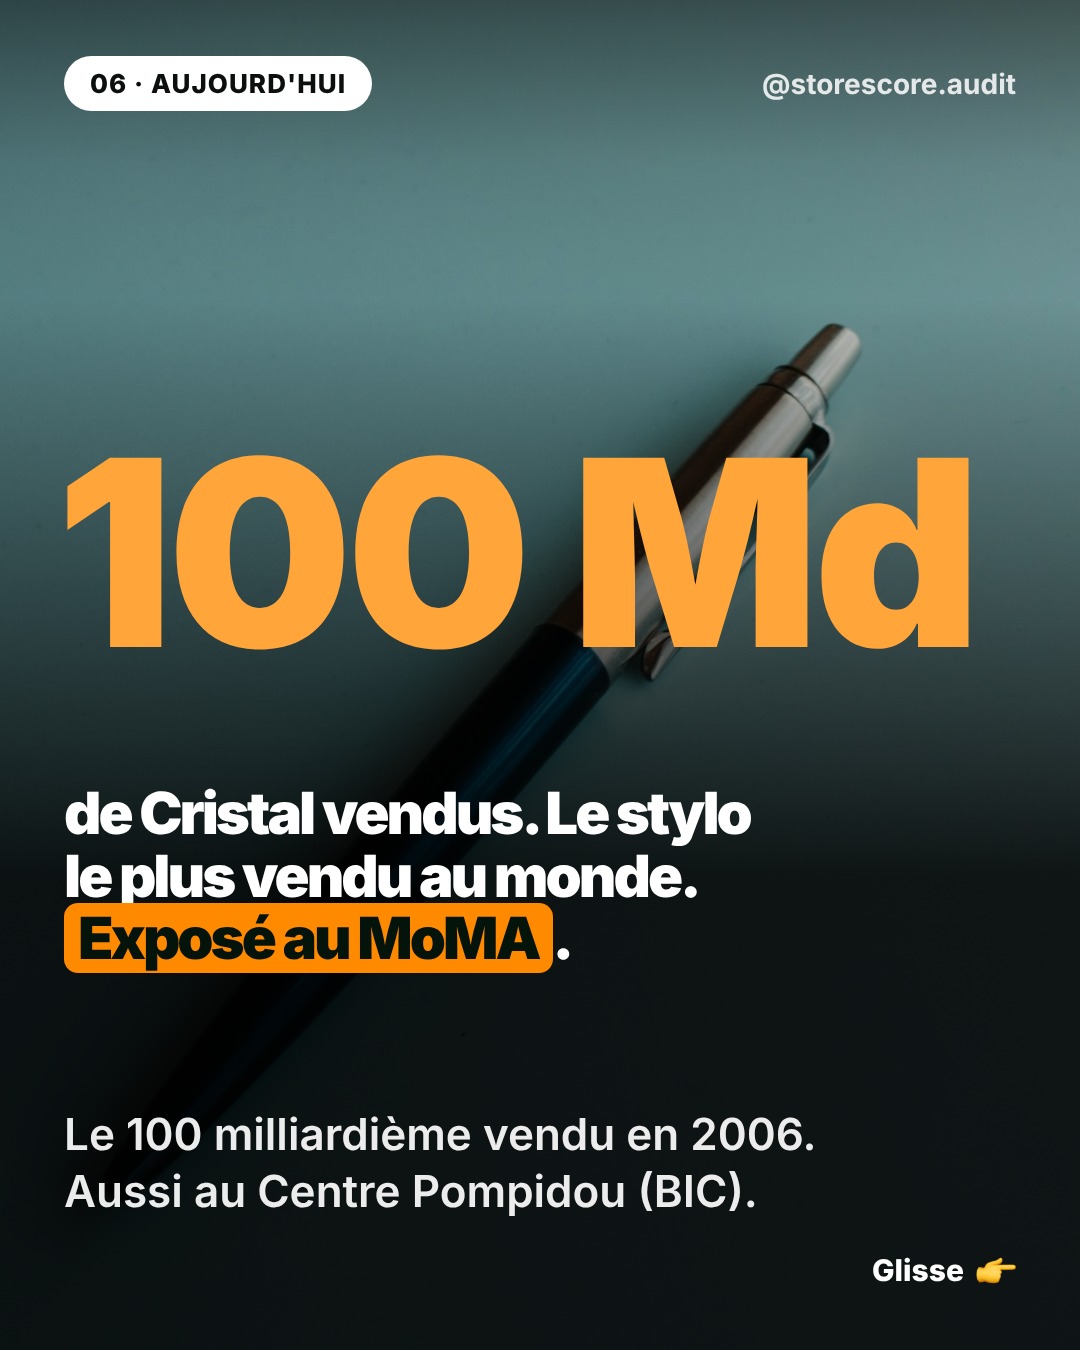 06 · AUJOURD'HUI
@storescore.audit
100 Md
de Cristal vendus. Le stylo
le plus vendu au monde.
Exposé au MoMA.
Le 100 milliardième vendu en 2006.
Aussi au Centre Pompidou (BIC).
Glisse 👉